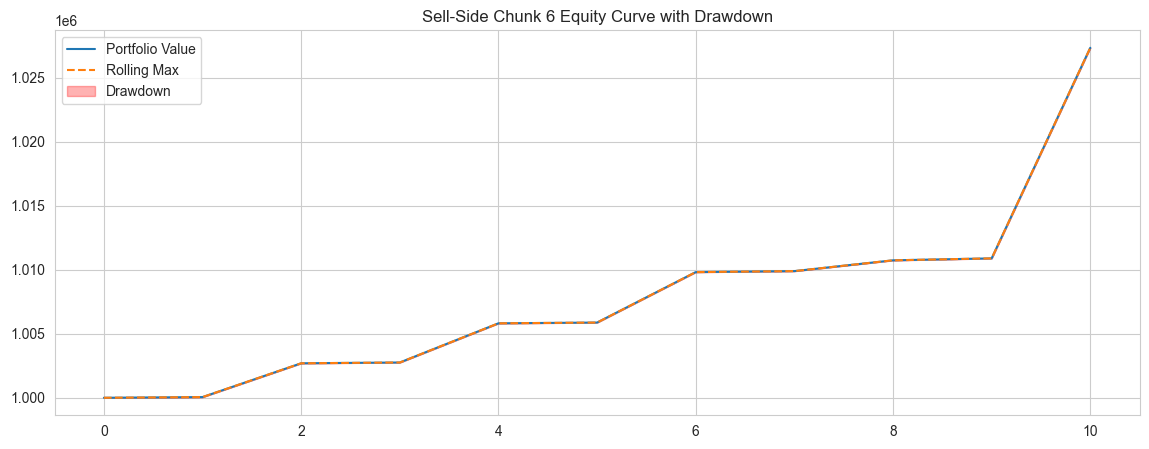 Sell-Side Chunk 6 Equity Curve with Drawdown
1e6
Portfolio Value
Rolling Max
Drawdown
1.025
1.020
1.015
1.010
1.005
1.000
0 2 4 6 8 10